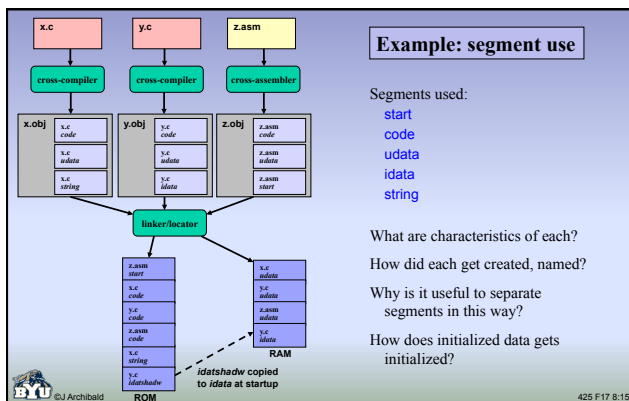 x.c
y.c
z.asm
cross-compiler
cross-compiler
cross-assembler
x.obj
x.c
code
x.c
udata
x.c
string
y.obj
y.c
code
y.c
udata
y.c
idata
z.obj
z.asm
code
z.asm
udata
z.asm
start
linker/locator
z.asm
start
x.c
code
y.c
code
z.asm
code
x.c
string
y.c
idatshadw
ROM
x.c
udata
y.c
udata
z.asm
udata
y.c
idata
RAM
idatshadw copied
to idata at startup
Example: segment use
Segments used:
start
code
udata
idata
string
What are characteristics of each?
How did each get created, named?
Why is it useful to separate
segments in this way?
How does initialized data gets
initialized?
BYU
©J Archibald
425 F17 8:15